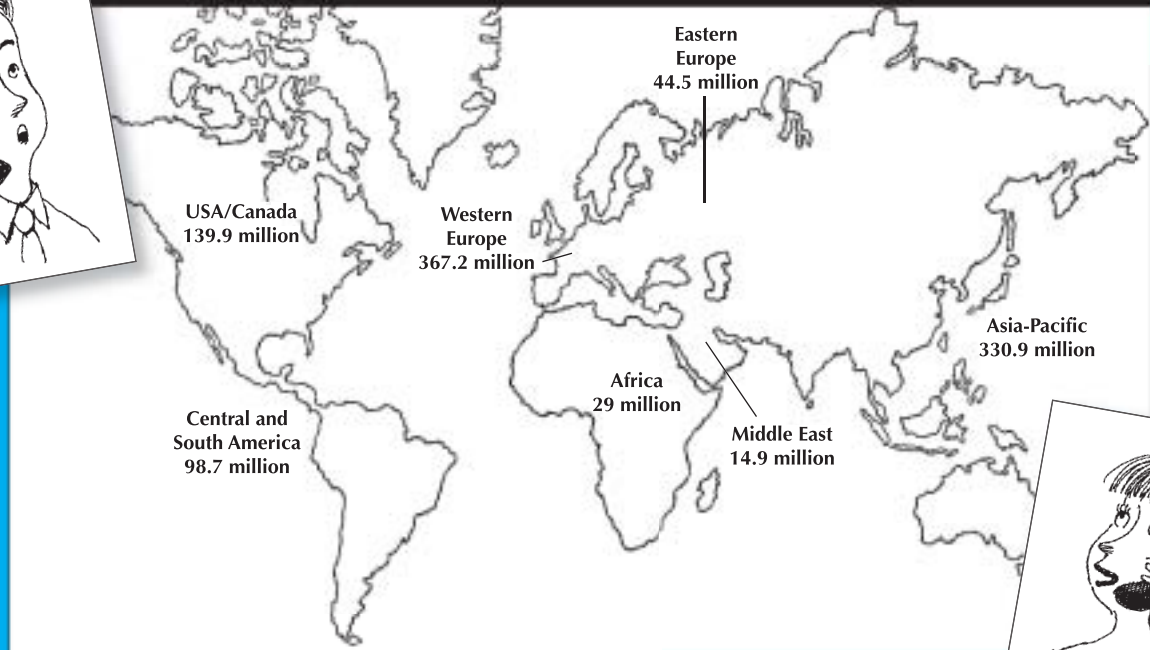 Eastern
Europe
44.5 million
USA/Canada
139.9 million
Western
Europe
367.2 million
Asia-Pacific
330.9 million
Africa
29 million
Central and
South America
98.7 million
Middle East
14.9 million